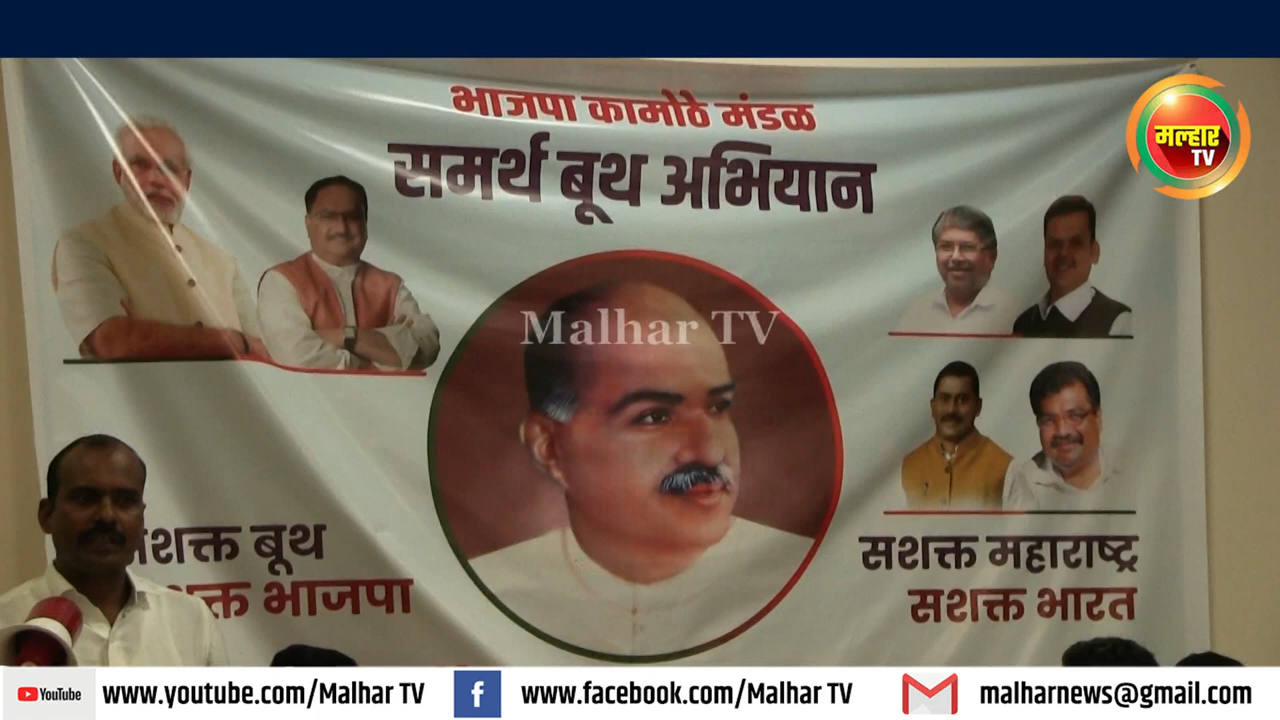 भाजपा कामोठे मंडळ
समर्थ बूथ अभियान
मल्हार
TV
Malhar TV
बूथ
भाजपा
सशक्त महाराष्ट्र
सशक्त भारत
YouTube
www.youtube.com/Malhar TV
f
www.facebook.com/Malhar TV
malharnews@gmail.com